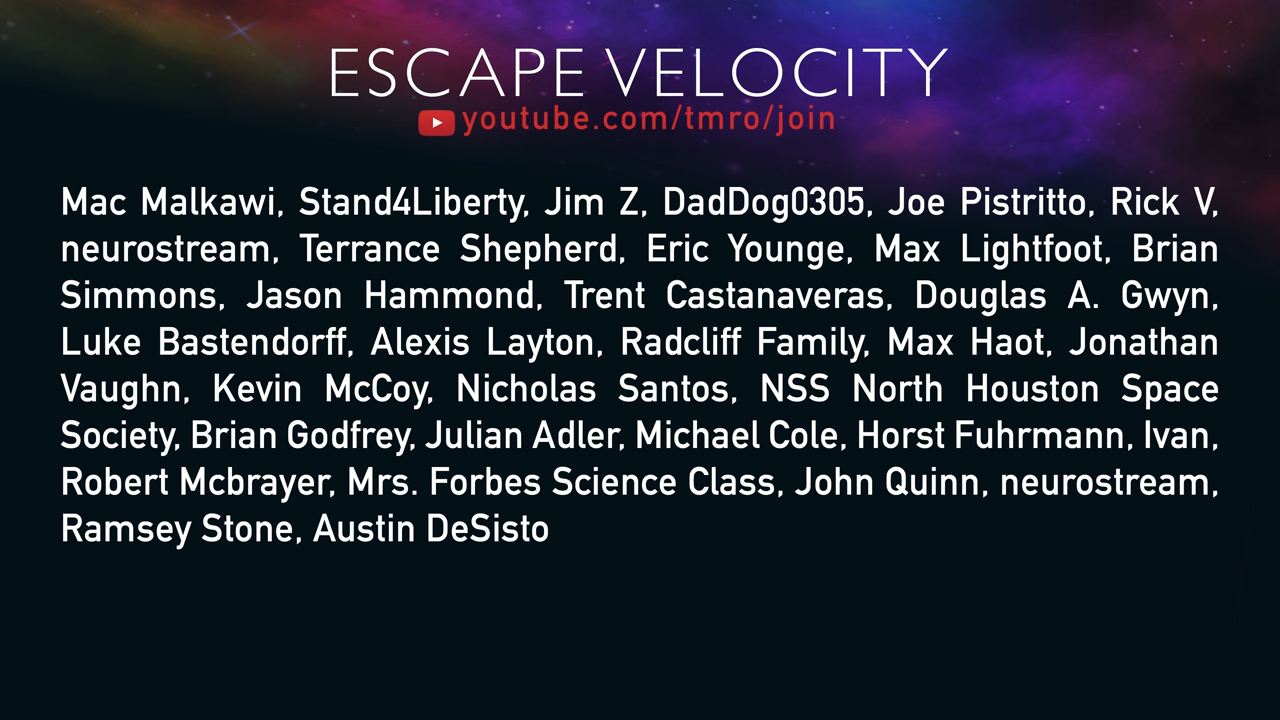 ESCAPE VELOCITY
youtube.com/tmro/join
Mac Malkawi, Stand4Liberty, Jim Z, DadDog0305, Joe Pistritto, Rick V,
neurostream, Terrance Shepherd, Eric Younge, Max Lightfoot, Brian
Simmons, Jason Hammond, Trent Castanaveras, Douglas A. Gwyn,
Luke Bastendorff, Alexis Layton, Radcliff Family, Max Haot, Jonathan
Vaughn, Kevin McCoy, Nicholas Santos, NSS North Houston Space
Society, Brian Godfrey, Julian Adler, Michael Cole, Horst Fuhrmann, Ivan,
Robert Mcbrayer, Mrs. Forbes Science Class, John Quinn, neurostream,
Ramsey Stone, Austin DeSisto